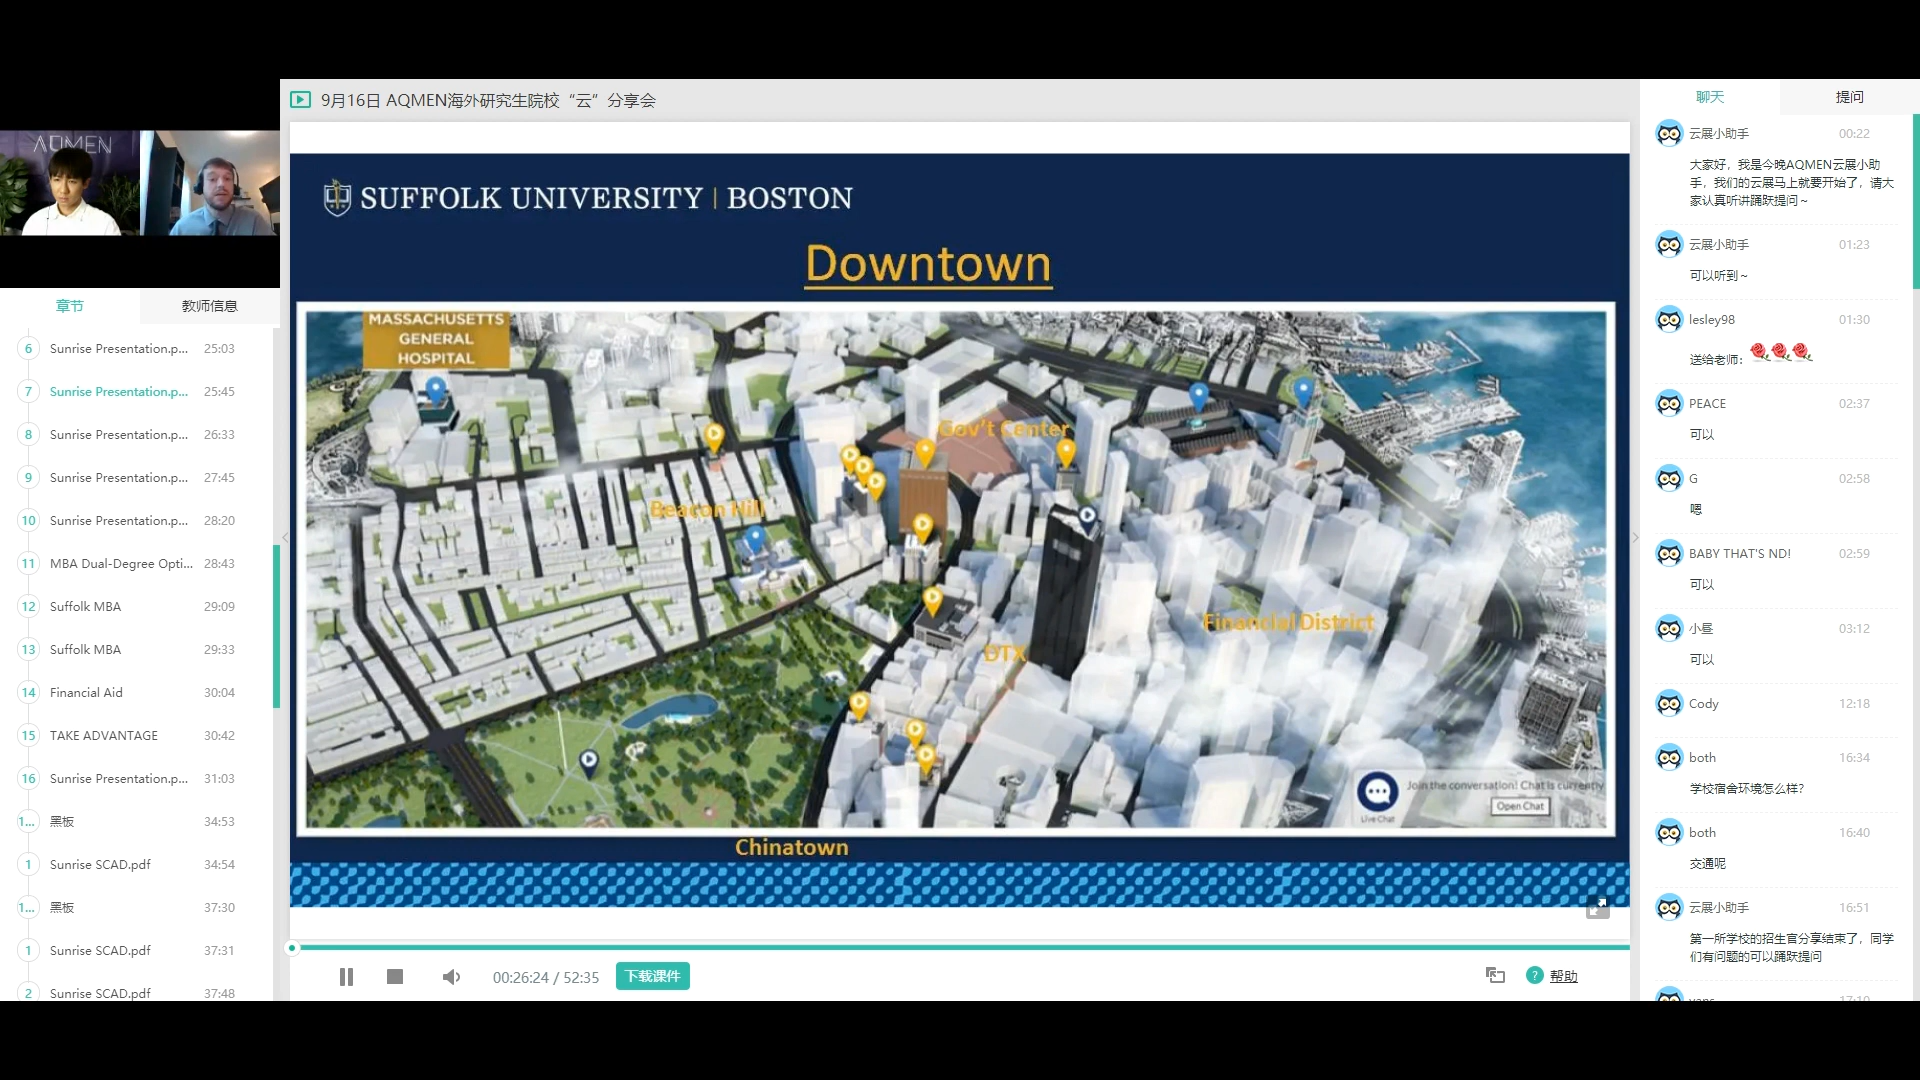 AQMEN
章节
教师信息
6 Sunrise Presentation.p... 25:03
7 Sunrise Presentation.p... 25:45
8 Sunrise Presentation.p... 26:33
9 Sunrise Presentation.p... 27:45
10 Sunrise Presentation.p... 28:20
11 MBA Dual-Degree Opti... 28:43
12 Suffolk MBA 29:09
13 Suffolk MBA 29:33
14 Financial Aid 30:04
15 TAKE ADVANTAGE 30:42
16 Sunrise Presentation.p... 31:03
1... 黑板 34:53
1 Sunrise SCAD.pdf 34:54
1... 黑板 37:30
1 Sunrise SCAD.pdf 37:31
2 Sunrise SCAD.pdf 37:48
9月16日 AQMEN海外研究生院校“云”分享会
SUFFOLK UNIVERSITY | BOSTON
Downtown
MASSACHUSETTS
GENERAL
HOSPITAL
Gov't Center
Beacon Hill
Financial District
DTX
Join the conversation! Chat is currently
Open Chat
Live Chat
Chinatown
00:26:24 / 52:35
下载课件
? 帮助
聊天
提问
云展小助手 00:22
大家好，我是今晚AQMEN云展小助
手，我们的云展马上就要开始了，请大
家认真听讲踊跃提问～
云展小助手 01:23
可以听到～
lesley98 01:30
送给老师：
PEACE 02:37
可以
G 02:58
嗯
BABY THAT'S ND! 02:59
可以
小昼 03:12
可以
Cody 12:18
both 16:34
学校宿舍环境怎么样?
both 16:40
交通呢
云展小助手 16:51
第一所学校的招生官分享结束了，同学
们有问题的可以踊跃提问